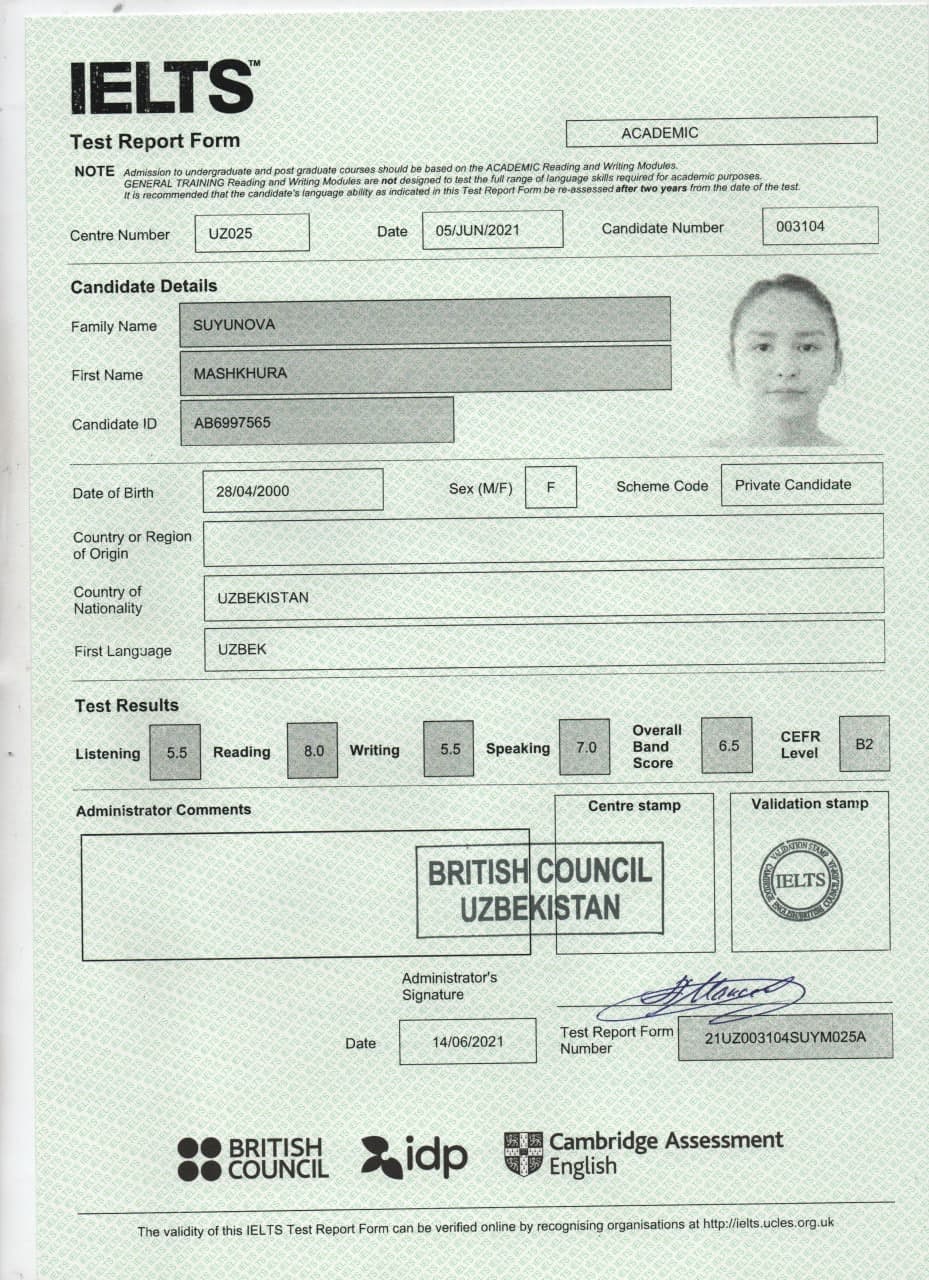 IELTS™
Test Report Form
ACADEMIC
NOTE Admission to undergraduate and post graduate courses should be based on the ACADEMIC Reading and Writing Modules.
GENERAL TRAINING Reading and Writing Modules are not designed to test the full range of language skills required for academic purposes.
It is recommended that the candidate's language ability as indicated in this Test Report Form be re-assessed after two years from the date of the test.
Centre Number UZ025 Date 05/JUN/2021 Candidate Number 003104
Candidate Details
Family Name SUYUNOVA
First Name MASHKHURA
Candidate ID AB6997565
Date of Birth 28/04/2000 Sex (M/F) F Scheme Code Private Candidate
Country or Region
of Origin
Country of
Nationality UZBEKISTAN
First Language UZBEK
Test Results
Listening 5.5 Reading 8.0 Writing 5.5 Speaking 7.0 Overall Band Score 6.5 CEFR Level B2
Administrator Comments
Centre stamp
Validation stamp
BRITISH COUNCIL
UZBEKISTAN
VALIDATION STAMP
IELTS
Administrator's
Signature
Date 14/06/2021
Test Report Form
Number 21UZ003104SUYM025A
BRITISH
COUNCIL
idp
Cambridge Assessment
English
The validity of this IELTS Test Report Form can be verified online by recognising organisations at http://ielts.ucles.org.uk